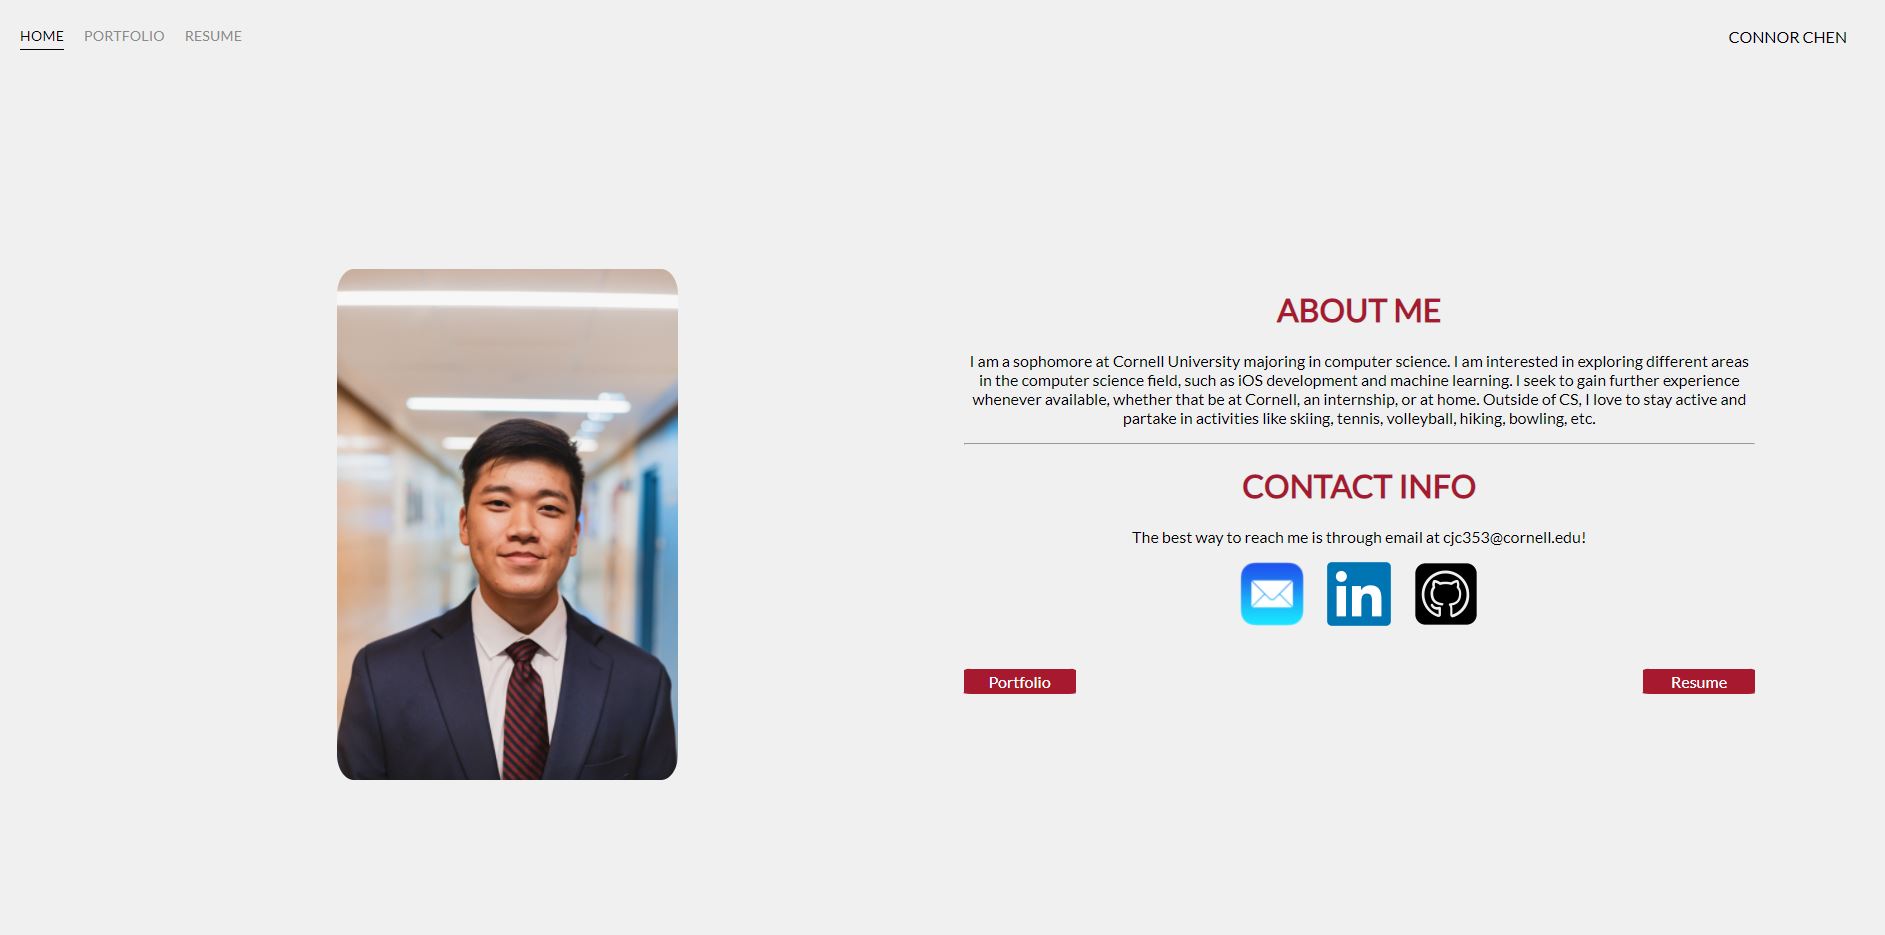 HOME PORTFOLIO RESUME
CONNOR CHEN
ABOUT ME
I am a sophomore at Cornell University majoring in computer science. I am interested in exploring different areas
in the computer science field, such as iOS development and machine learning. I seek to gain further experience
whenever available, whether that be at Cornell, an internship, or at home. Outside of CS, I love to stay active and
partake in activities like skiing, tennis, volleyball, hiking, bowling, etc.
CONTACT INFO
The best way to reach me is through email at cjc353@cornell.edu!
in
Portfolio
Resume